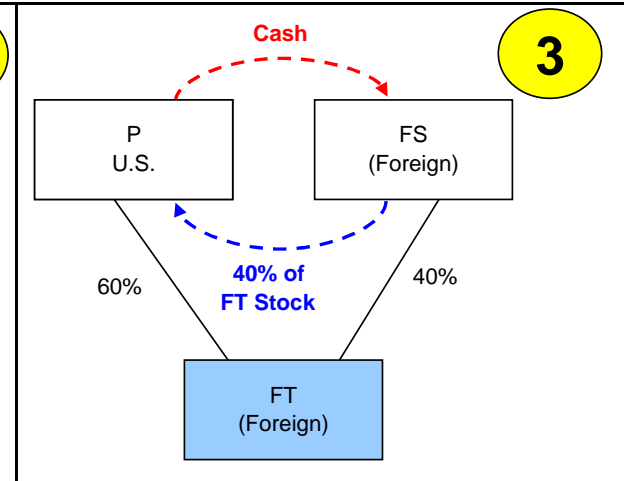 Cash
3
P
U.S.
FS
(Foreign)
60%
40% of
FT Stock
40%
FT
(Foreign)